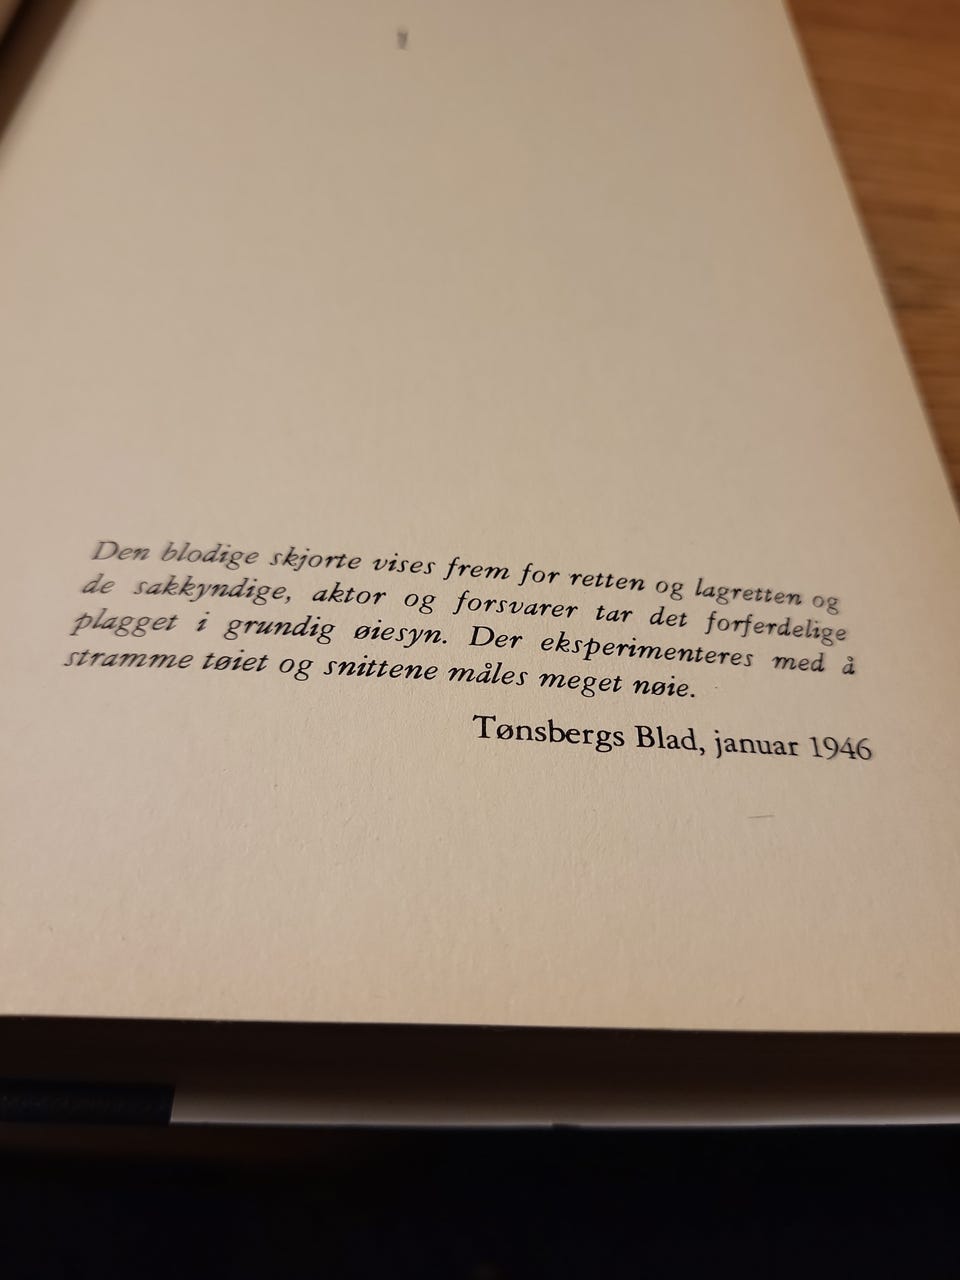 Den blodige skjorte vises frem for retten og lagretten og
de sakkyndige, aktor og forsvarer tar det forferdelige
plagget i grundig øiesyn. Der eksperimenteres med å
stramme tøiet og snittene måles meget nøie.
Tønsbergs Blad, januar 1946